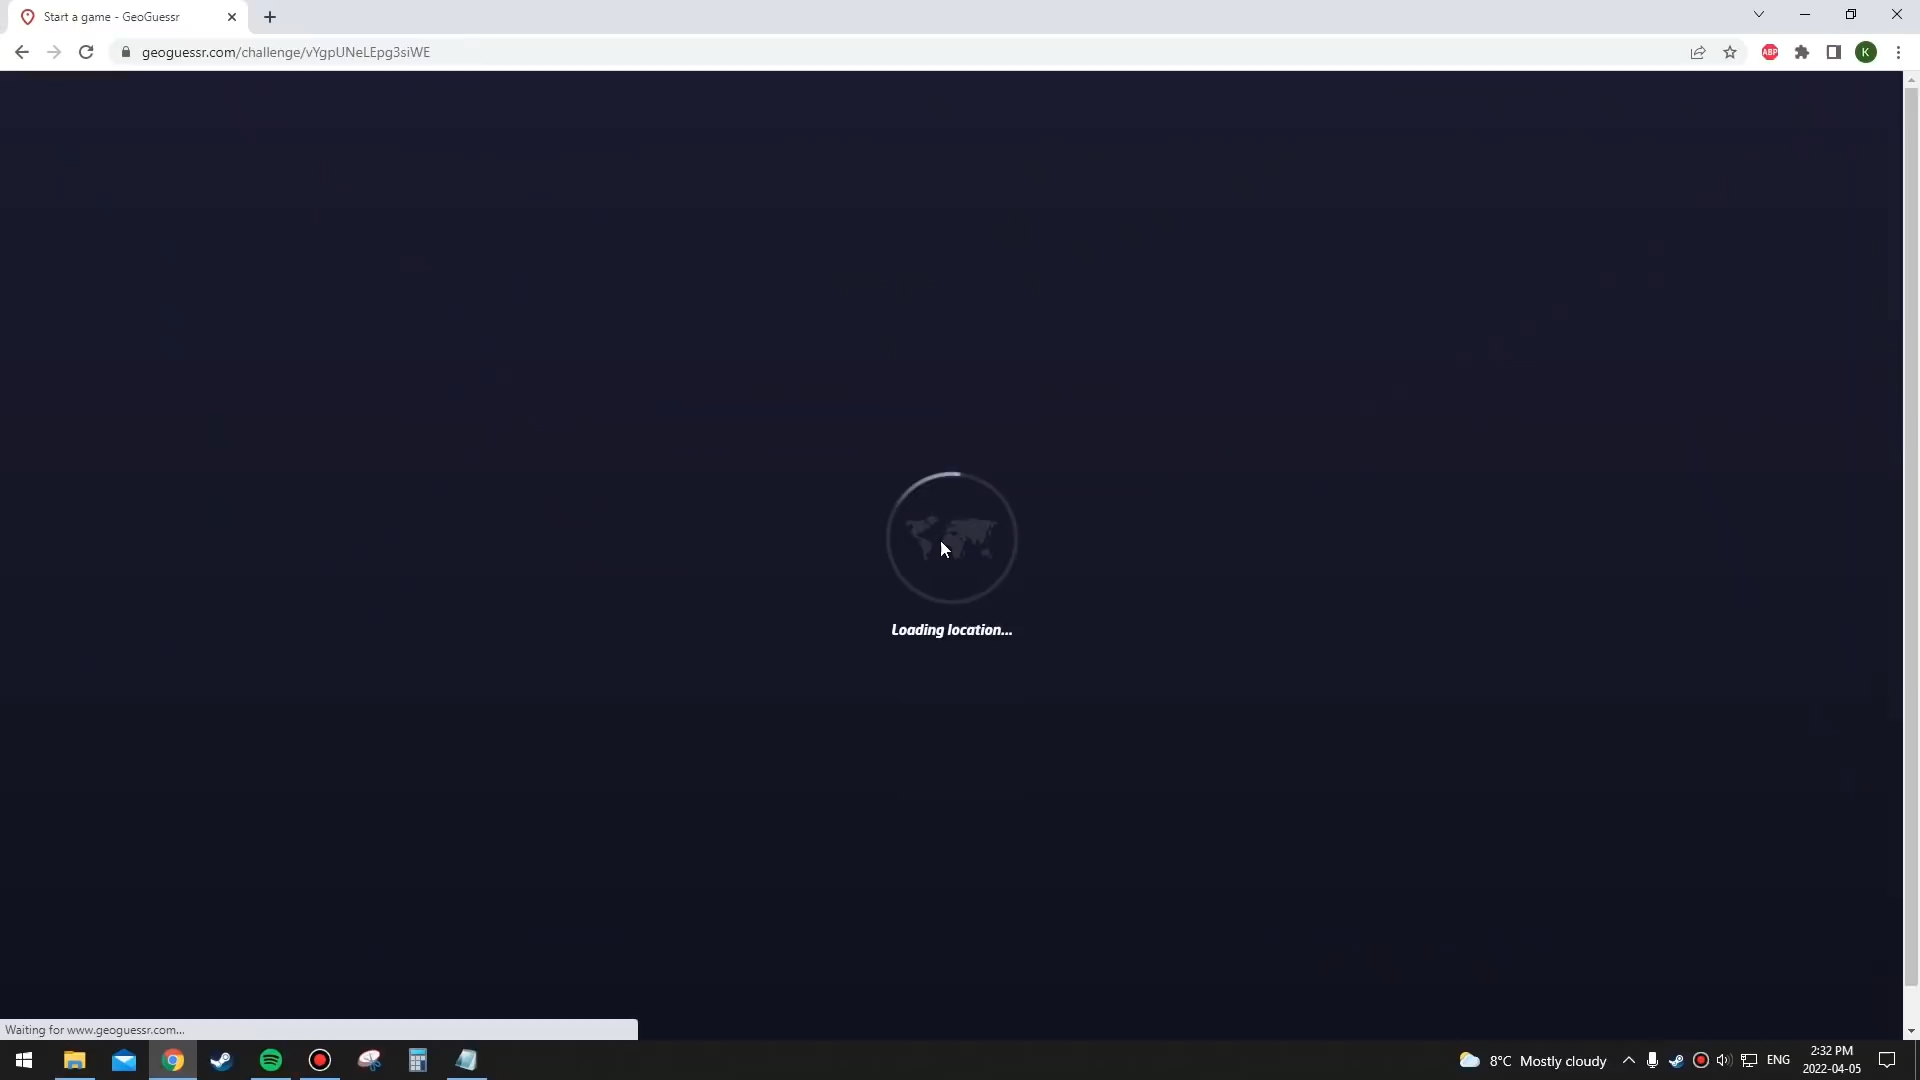 Start a game - GeoGuessr
geoguessr.com/challenge/vYgpUNeLEpg3siWE
ABP
K
Loading location...
Waiting for www.geoguessr.com...
8°C Mostly cloudy
ENG
2:32 PM
2022-04-05